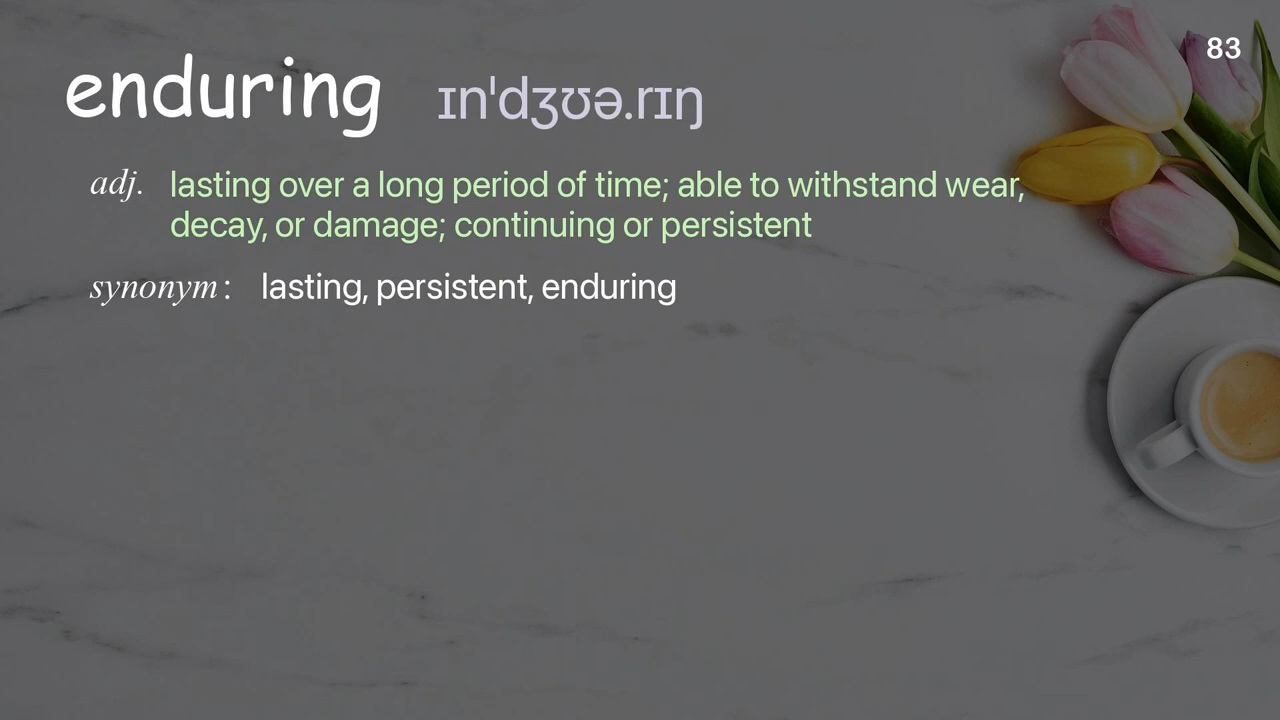 83
enduring ɪnˈdʒʊə.rɪŋ
adj. lasting over a long period of time; able to withstand wear,
decay, or damage; continuing or persistent
synonym: lasting, persistent, enduring